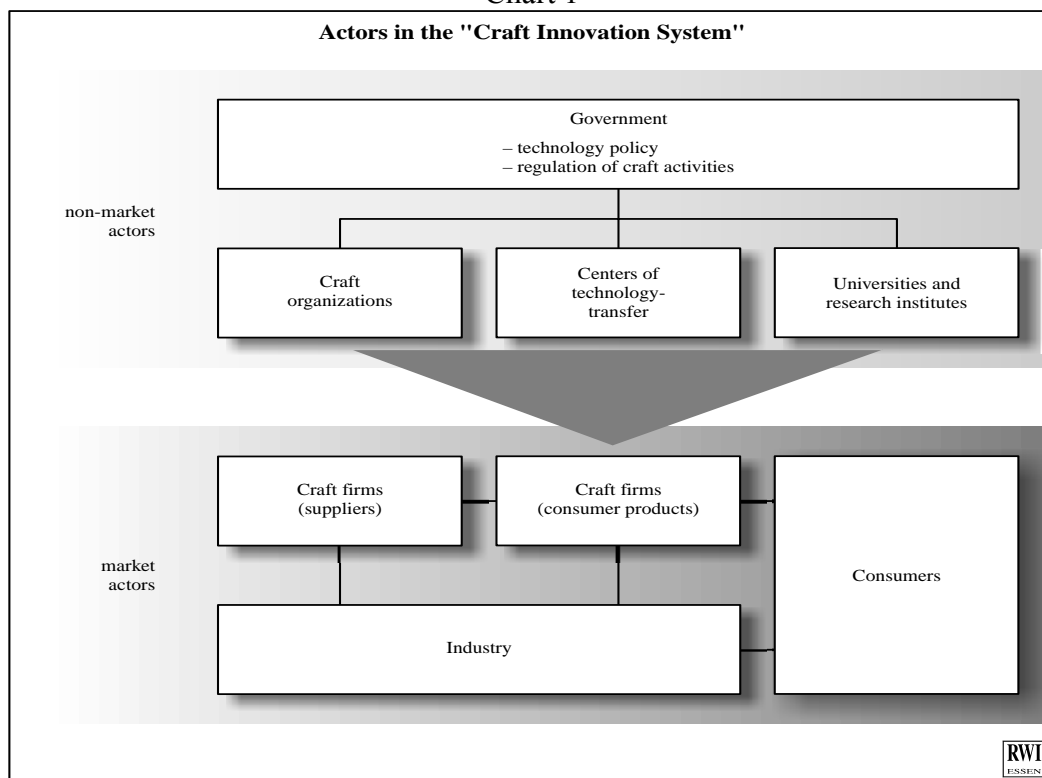 Chart 1
Actors in the "Craft Innovation System"
Government
– technology policy
– regulation of craft activities
non-market
actors
Craft
organizations
Centers of
technology-
transfer
Universities and
research institutes
Craft firms
(suppliers)
Craft firms
(consumer products)
market
actors
Consumers
Industry
RWI
ESSEN